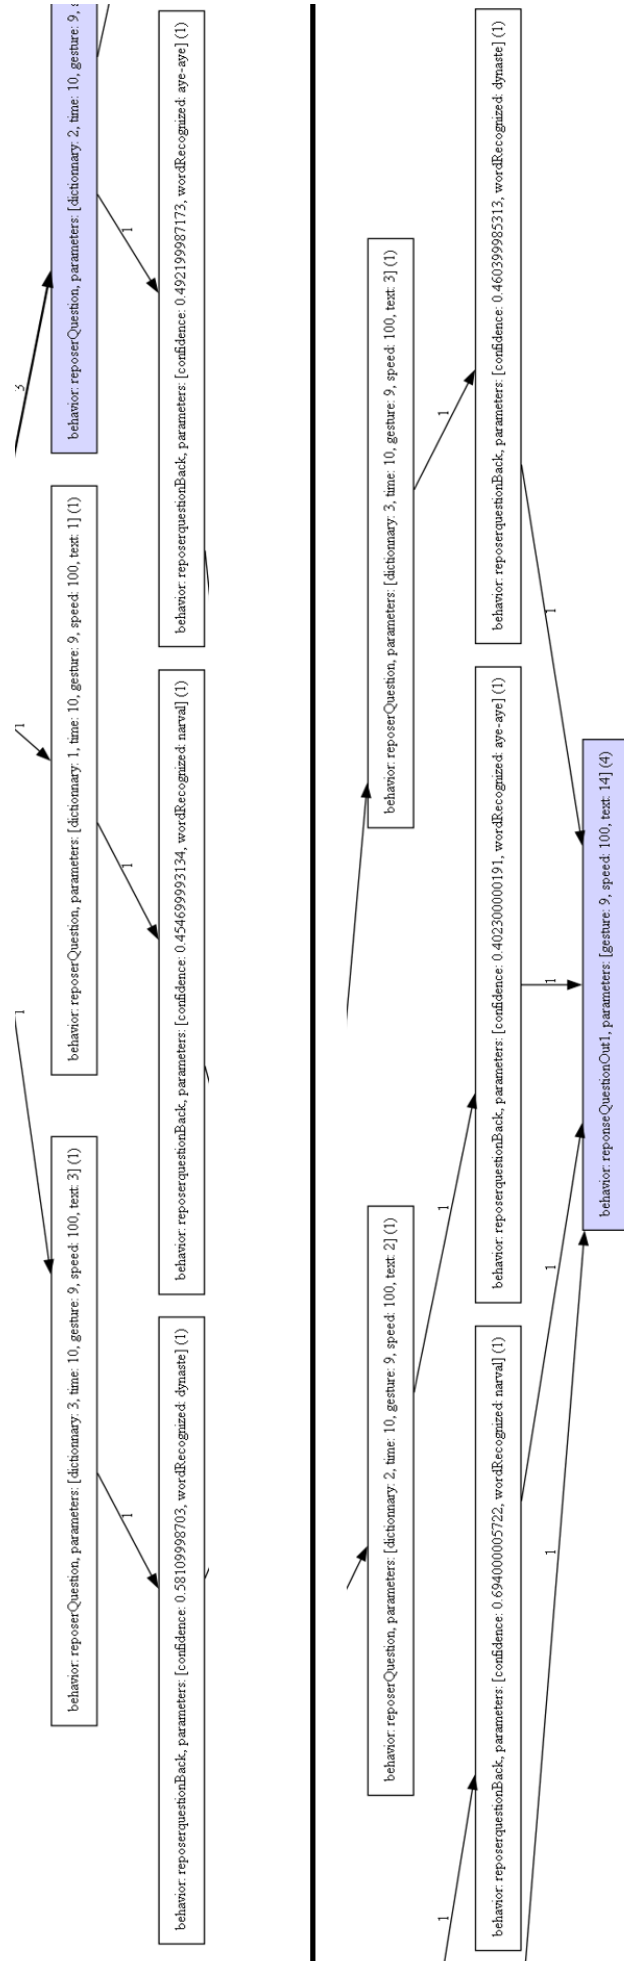 behavior: reposerQuestion, parameters: [dictionnary: 2, time: 10, gesture: 9,
1
behavior: reposerquestionBack, parameters: [confidence: 0.492199987173, wordRecognized: aye-aye] (1)
3
behavior: reposerQuestion, parameters: [dictionnary: 1, time: 10, gesture: 9, speed: 100, text: 1] (1)
1
1
behavior: reposerquestionBack, parameters: [confidence: 0.454699993134, wordRecognized: narval] (1)
1
behavior: reposerQuestion, parameters: [dictionnary: 3, time: 10, gesture: 9, speed: 100, text: 3] (1)
1
behavior: reposerquestionBack, parameters: [confidence: 0.58109998703, wordRecognized: dynaste] (1)
behavior: reposerQuestion, parameters: [dictionnary: 3, time: 10, gesture: 9, speed: 100, text: 3] (1)
1
behavior: reposerquestionBack, parameters: [confidence: 0.460399985313, wordRecognized: dynaste] (1)
1
behavior: reposerQuestion, parameters: [dictionnary: 2, time: 10, gesture: 9, speed: 100, text: 2] (1)
1
behavior: reposerquestionBack, parameters: [confidence: 0.402300000191, wordRecognized: aye-aye] (1)
1
behavior: reponseQuestionOut1, parameters: [gesture: 9, speed: 100, text: 14] (4)
1
behavior: reposerquestionBack, parameters: [confidence: 0.694000005722, wordRecognized: narval] (1)
1
1